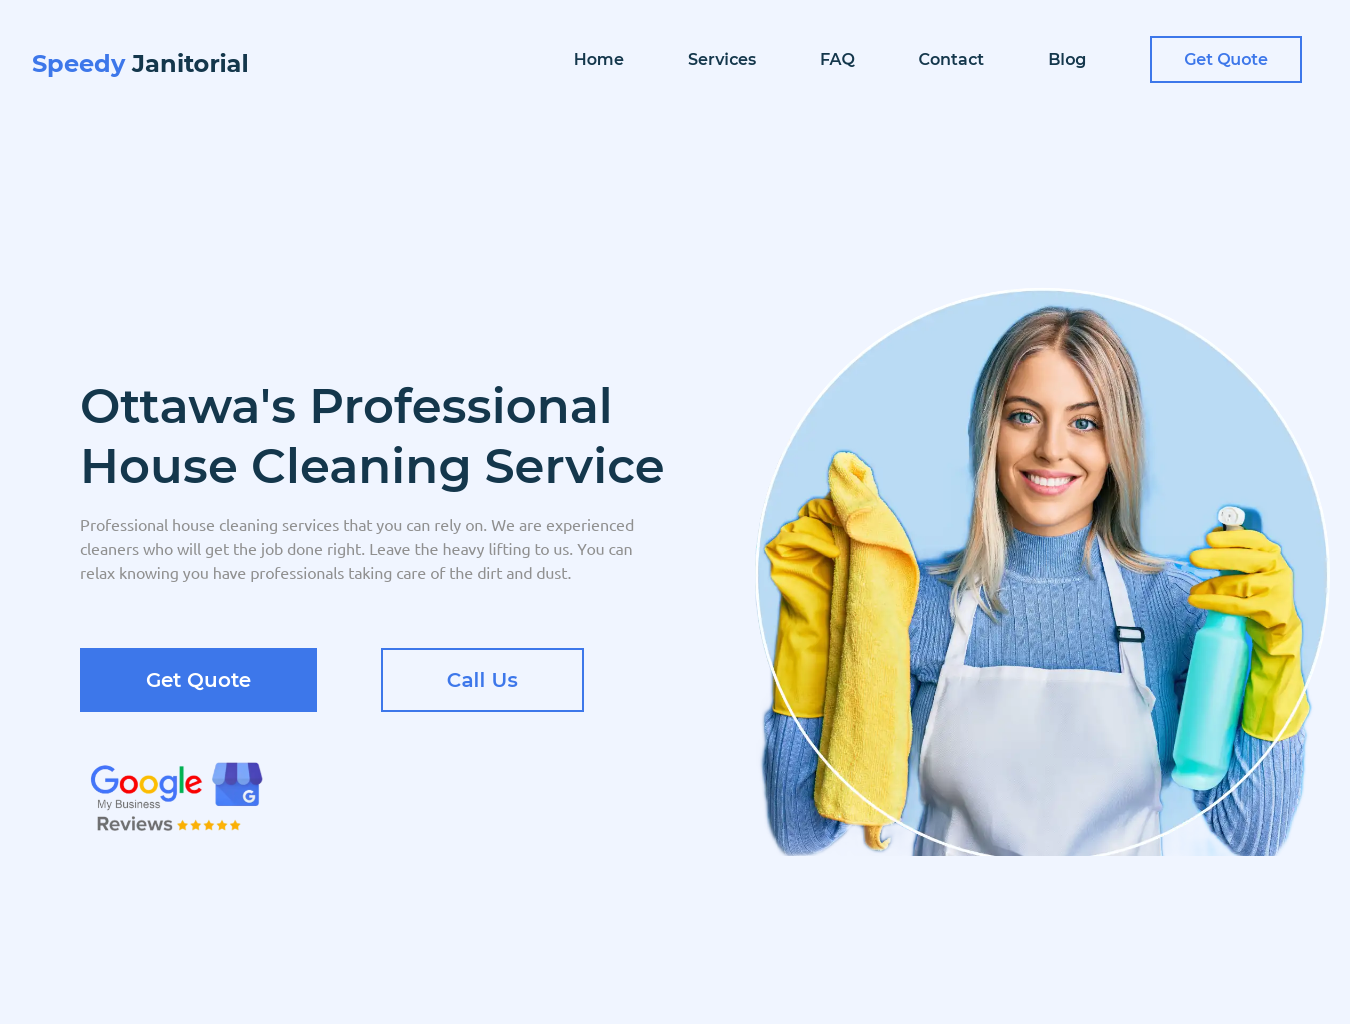 Speedy Janitorial
Home
Services
FAQ
Contact
Blog
Get Quote
Ottawa's Professional
House Cleaning Service
Professional house cleaning services that you can rely on. We are experienced
cleaners who will get the job done right. Leave the heavy lifting to us. You can
relax knowing you have professionals taking care of the dirt and dust.
Get Quote
Call Us
Google
G
My Business
Reviews